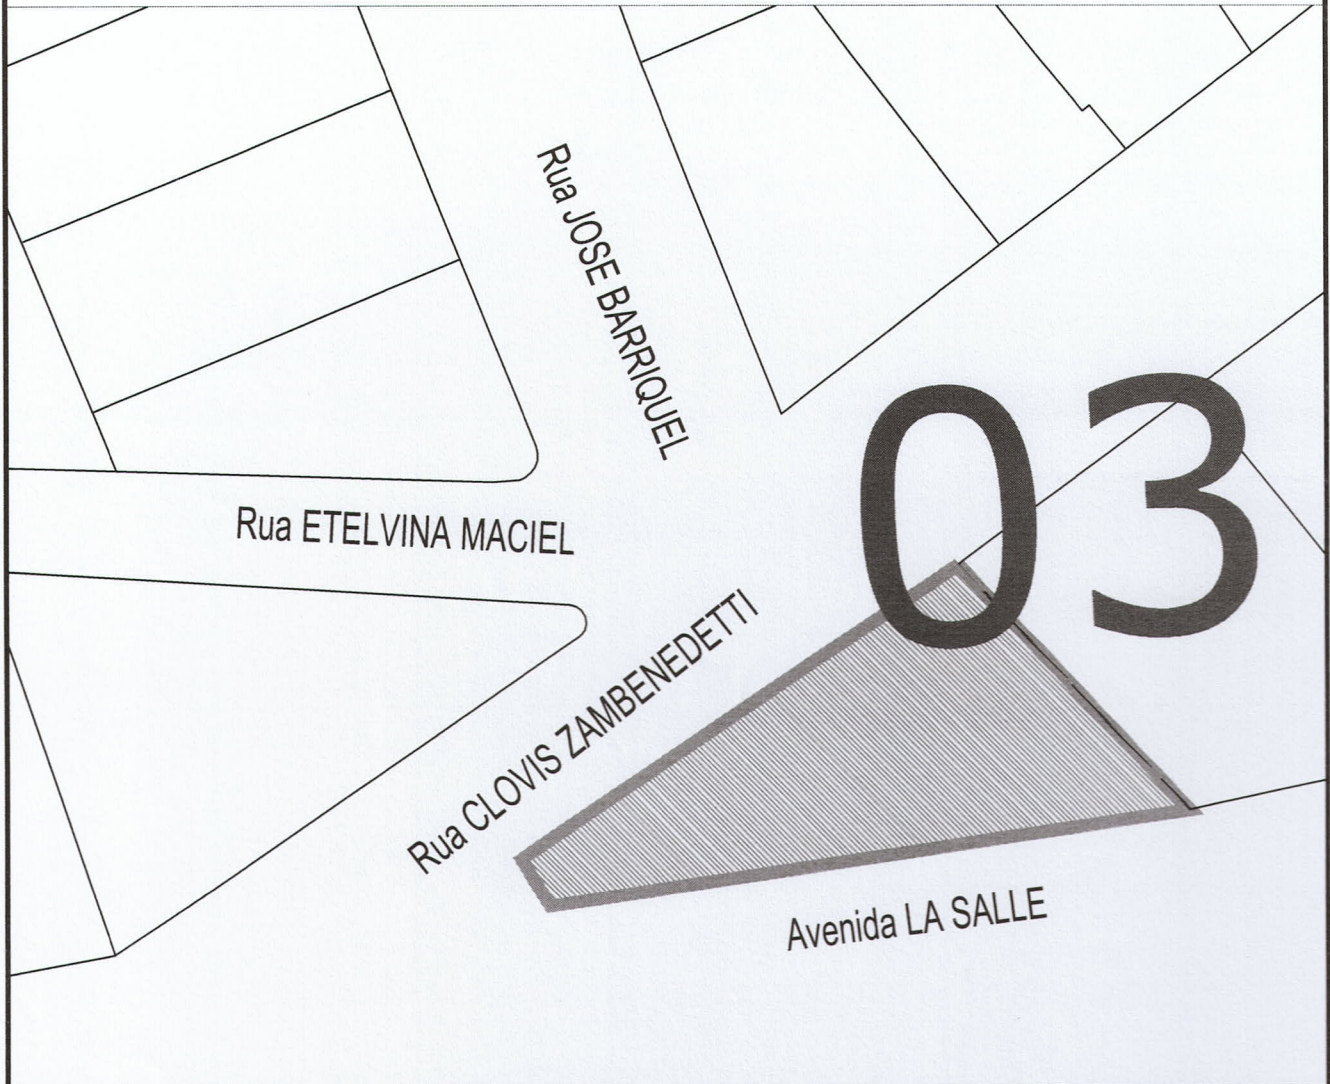 Rua JOSE BARRIQUEL
03
Rua ETELVINA MACIEL
Rua CLOVIS ZAMBENEDETTI
Avenida LA SALLE